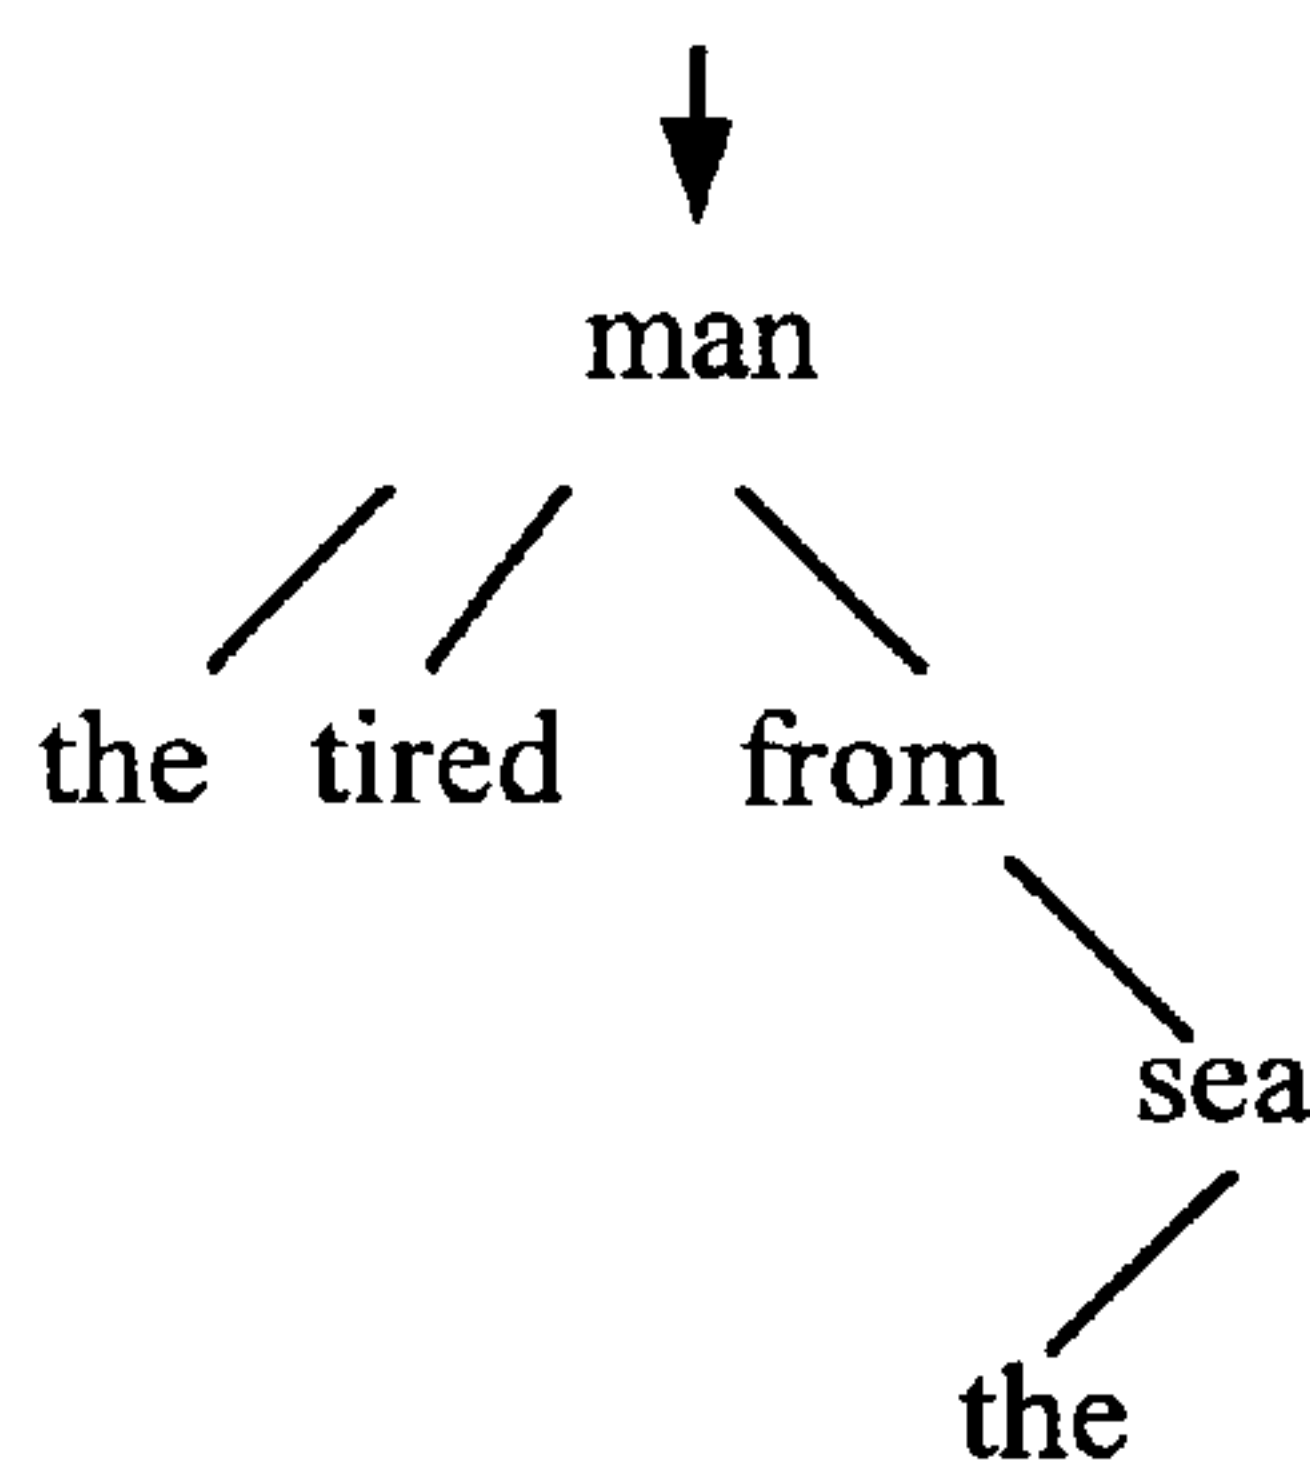 man
the tired from
sea
the